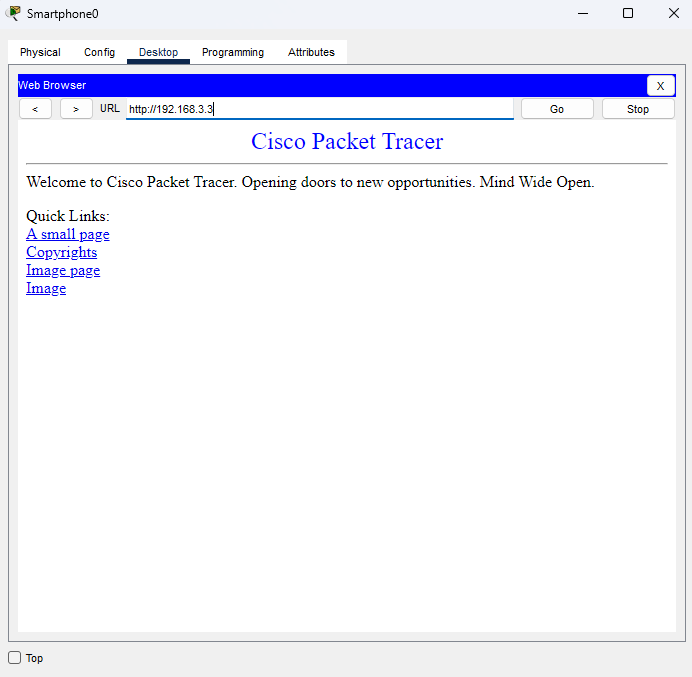 Smartphone0
Physical Config Desktop Programming Attributes
Web Browser X
< > URL http://192.168.3.3 Go Stop
Cisco Packet Tracer
Welcome to Cisco Packet Tracer. Opening doors to new opportunities. Mind Wide Open.
Quick Links:
A small page
Copyrights
Image page
Image
Top